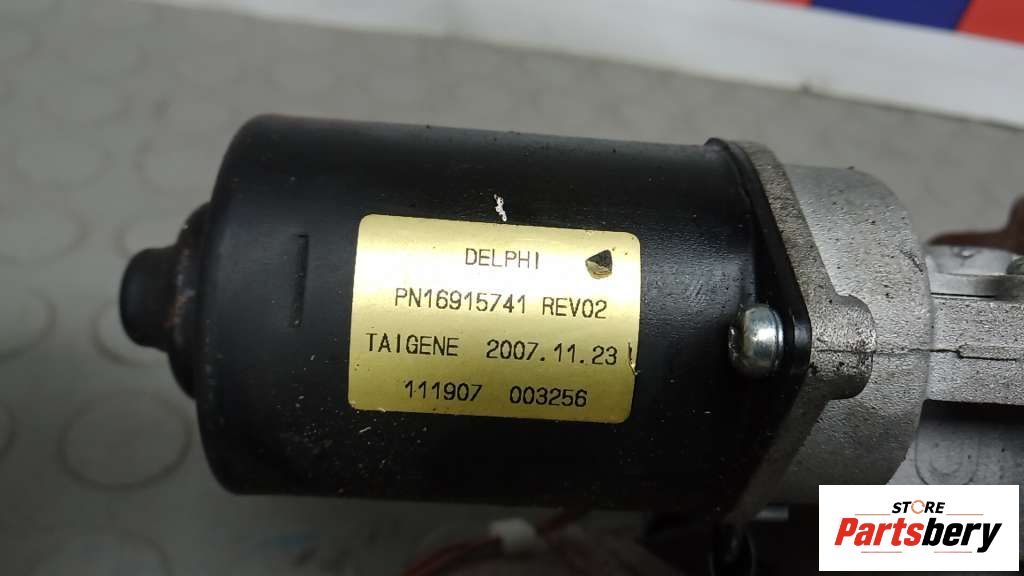 DELPHI
PN16915741 REV02
TAIGENE 2007.11.23
111907 003256
STORE
Partsbery